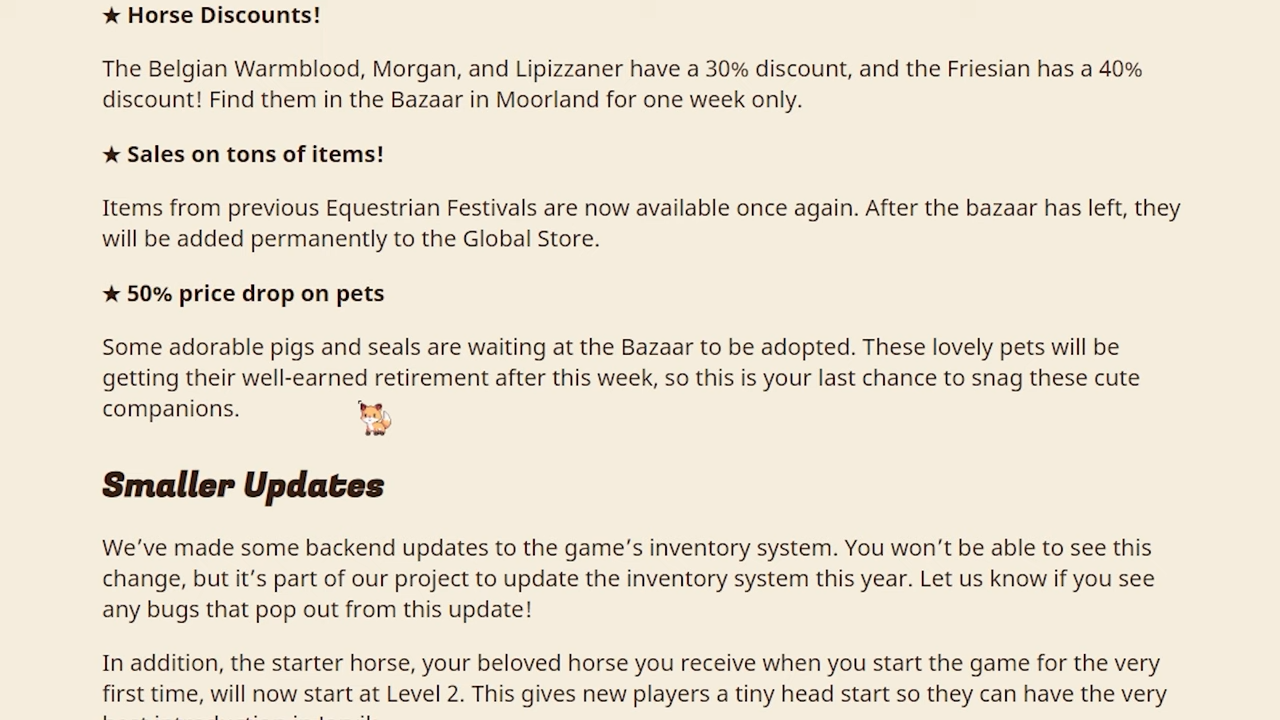 ★ Horse Discounts!
The Belgian Warmblood, Morgan, and Lipizzaner have a 30% discount, and the Friesian has a 40%
discount! Find them in the Bazaar in Moorland for one week only.
★ Sales on tons of items!
Items from previous Equestrian Festivals are now available once again. After the bazaar has left, they
will be added permanently to the Global Store.
★ 50% price drop on pets
Some adorable pigs and seals are waiting at the Bazaar to be adopted. These lovely pets will be
getting their well-earned retirement after this week, so this is your last chance to snag these cute
companions.
Smaller Updates
We’ve made some backend updates to the game’s inventory system. You won’t be able to see this
change, but it’s part of our project to update the inventory system this year. Let us know if you see
any bugs that pop out from this update!
In addition, the starter horse, your beloved horse you receive when you start the game for the very
first time, will now start at Level 2. This gives new players a tiny head start so they can have the very